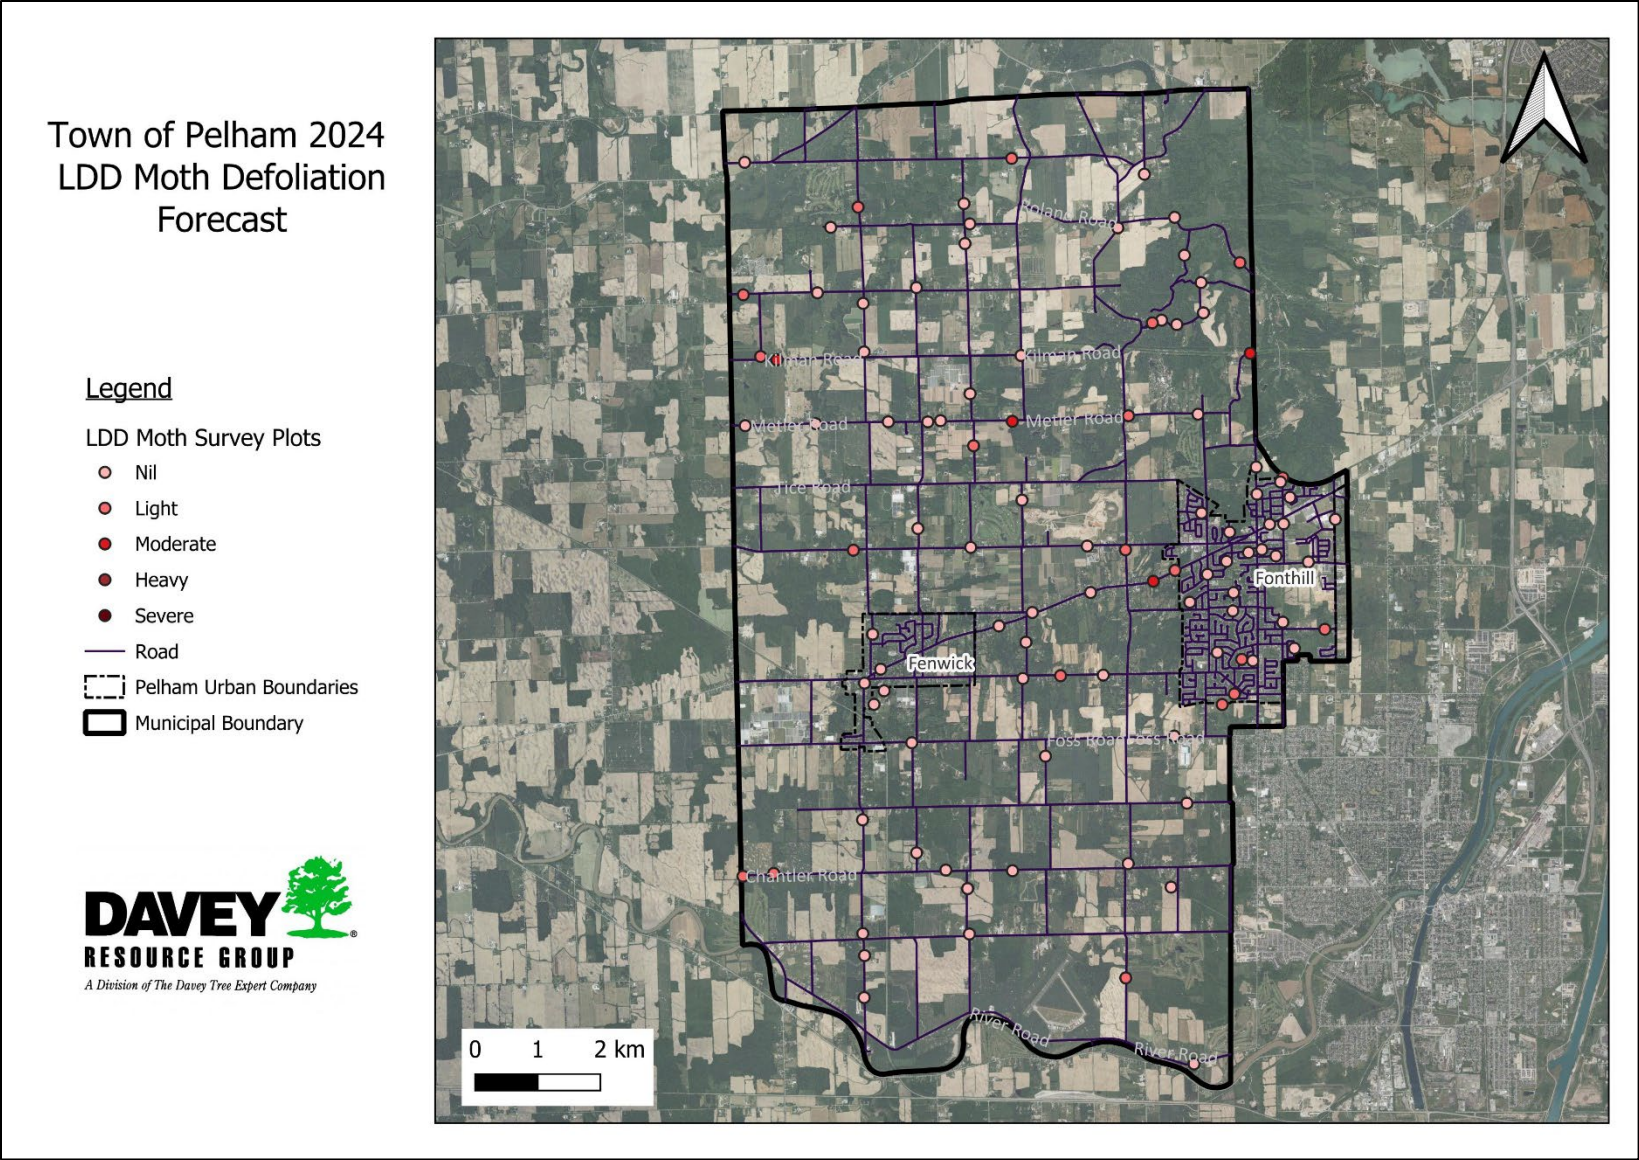 Town of Pelham 2024
LDD Moth Defoliation
Forecast
Legend
LDD Moth Survey Plots
Nil
Light
Moderate
Heavy
Severe
Road
Pelham Urban Boundaries
Municipal Boundary
DAVEY
®
RESOURCE GROUP
A Division of The Davey Tree Expert Company
Roland Road
Kilman Road
Kilman Road
Metler Road
Metler Road
Tice Road
Fonthill
Fenwick
Foss Road
Foss Road
Chantler Road
River Road
River Road
0 1 2 km